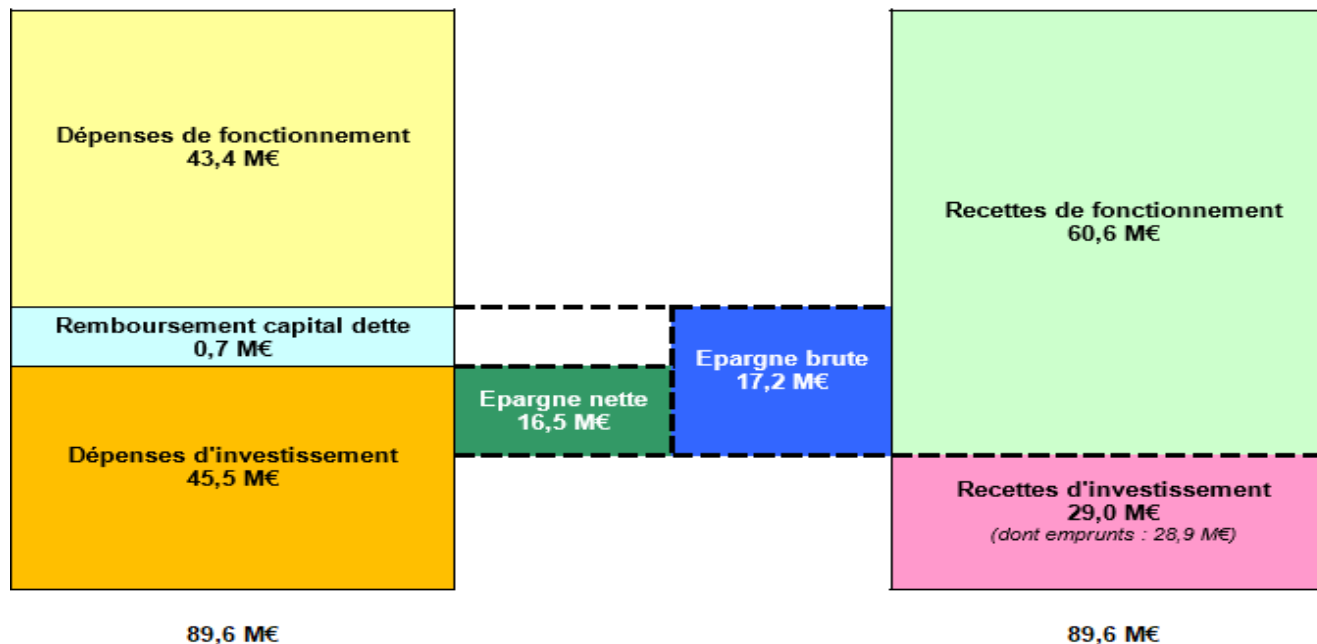 Dépenses de fonctionnement
43,4 M€
Remboursement capital dette
0,7 M€
Dépenses d'investissement
45,5 M€
89,6 M€
Epargne nette
16,5 M€
Epargne brute
17,2 M€
Recettes de fonctionnement
60,6 M€
Recettes d'investissement
29,0 M€
(dont emprunts : 28,9 M€)
89,6 M€